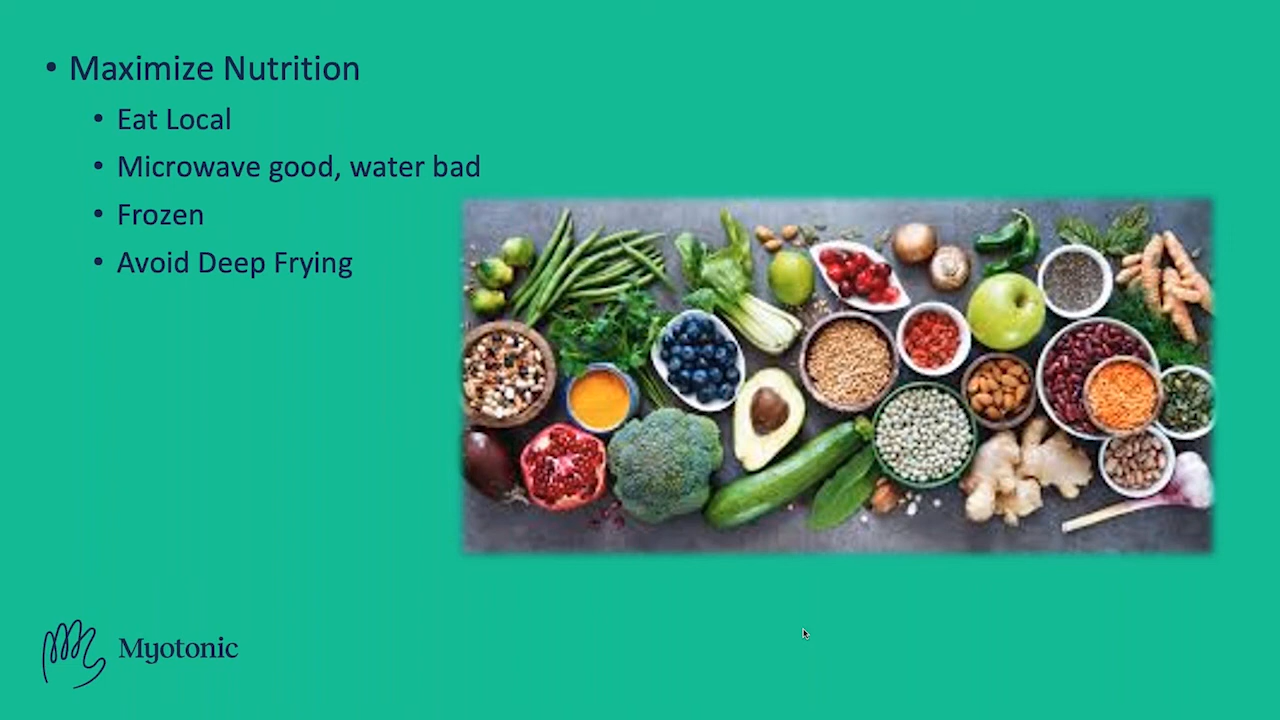 • Maximize Nutrition
• Eat Local
• Microwave good, water bad
• Frozen
• Avoid Deep Frying
Myotonic